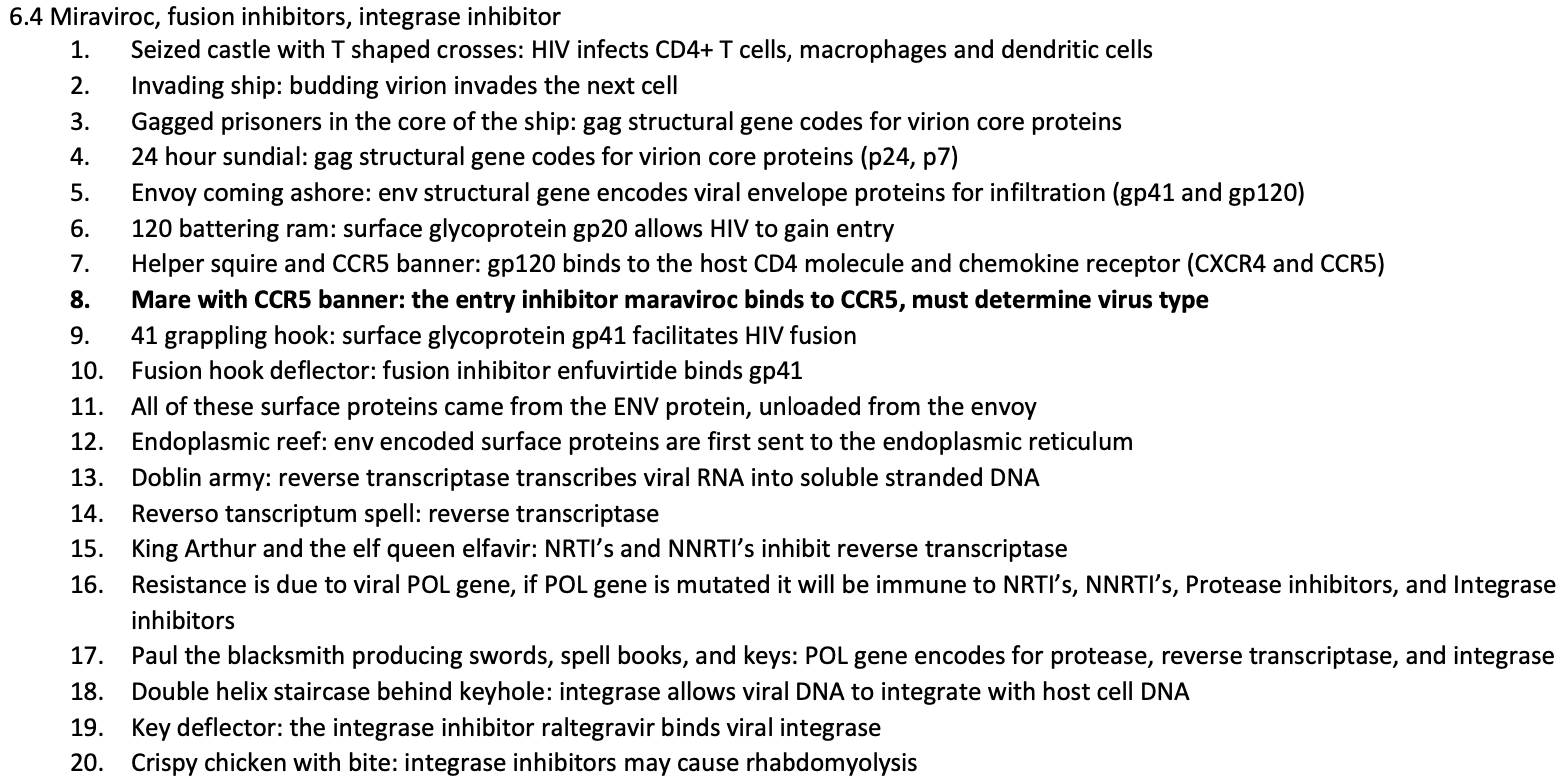 6.4 Miraviroc, fusion inhibitors, integrase inhibitor
1. Seized castle with T shaped crosses: HIV infects CD4+ T cells, macrophages and dendritic cells
2. Invading ship: budding virion invades the next cell
3. Gagged prisoners in the core of the ship: gag structural gene codes for virion core proteins
4. 24 hour sundial: gag structural gene codes for virion core proteins (p24, p7)
5. Envoy coming ashore: env structural gene encodes viral envelope proteins for infiltration (gp41 and gp120)
6. 120 battering ram: surface glycoprotein gp20 allows HIV to gain entry
7. Helper squire and CCR5 banner: gp120 binds to the host CD4 molecule and chemokine receptor (CXCR4 and CCR5)
8. Mare with CCR5 banner: the entry inhibitor maraviroc binds to CCR5, must determine virus type
9. 41 grappling hook: surface glycoprotein gp41 facilitates HIV fusion
10. Fusion hook deflector: fusion inhibitor enfuvirtide binds gp41
11. All of these surface proteins came from the ENV protein, unloaded from the envoy
12. Endoplasmic reef: env encoded surface proteins are first sent to the endoplasmic reticulum
13. Doblin army: reverse transcriptase transcribes viral RNA into soluble stranded DNA
14. Reverso tanscriptum spell: reverse transcriptase
15. King Arthur and the elf queen elfavir: NRTI’s and NNRTI’s inhibit reverse transcriptase
16. Resistance is due to viral POL gene, if POL gene is mutated it will be immune to NRTI’s, NNRTI’s, Protease inhibitors, and Integrase
inhibitors
17. Paul the blacksmith producing swords, spell books, and keys: POL gene encodes for protease, reverse transcriptase, and integrase
18. Double helix staircase behind keyhole: integrase allows viral DNA to integrate with host cell DNA
19. Key deflector: the integrase inhibitor raltegravir binds viral integrase
20. Crispy chicken with bite: integrase inhibitors may cause rhabdomyolysis